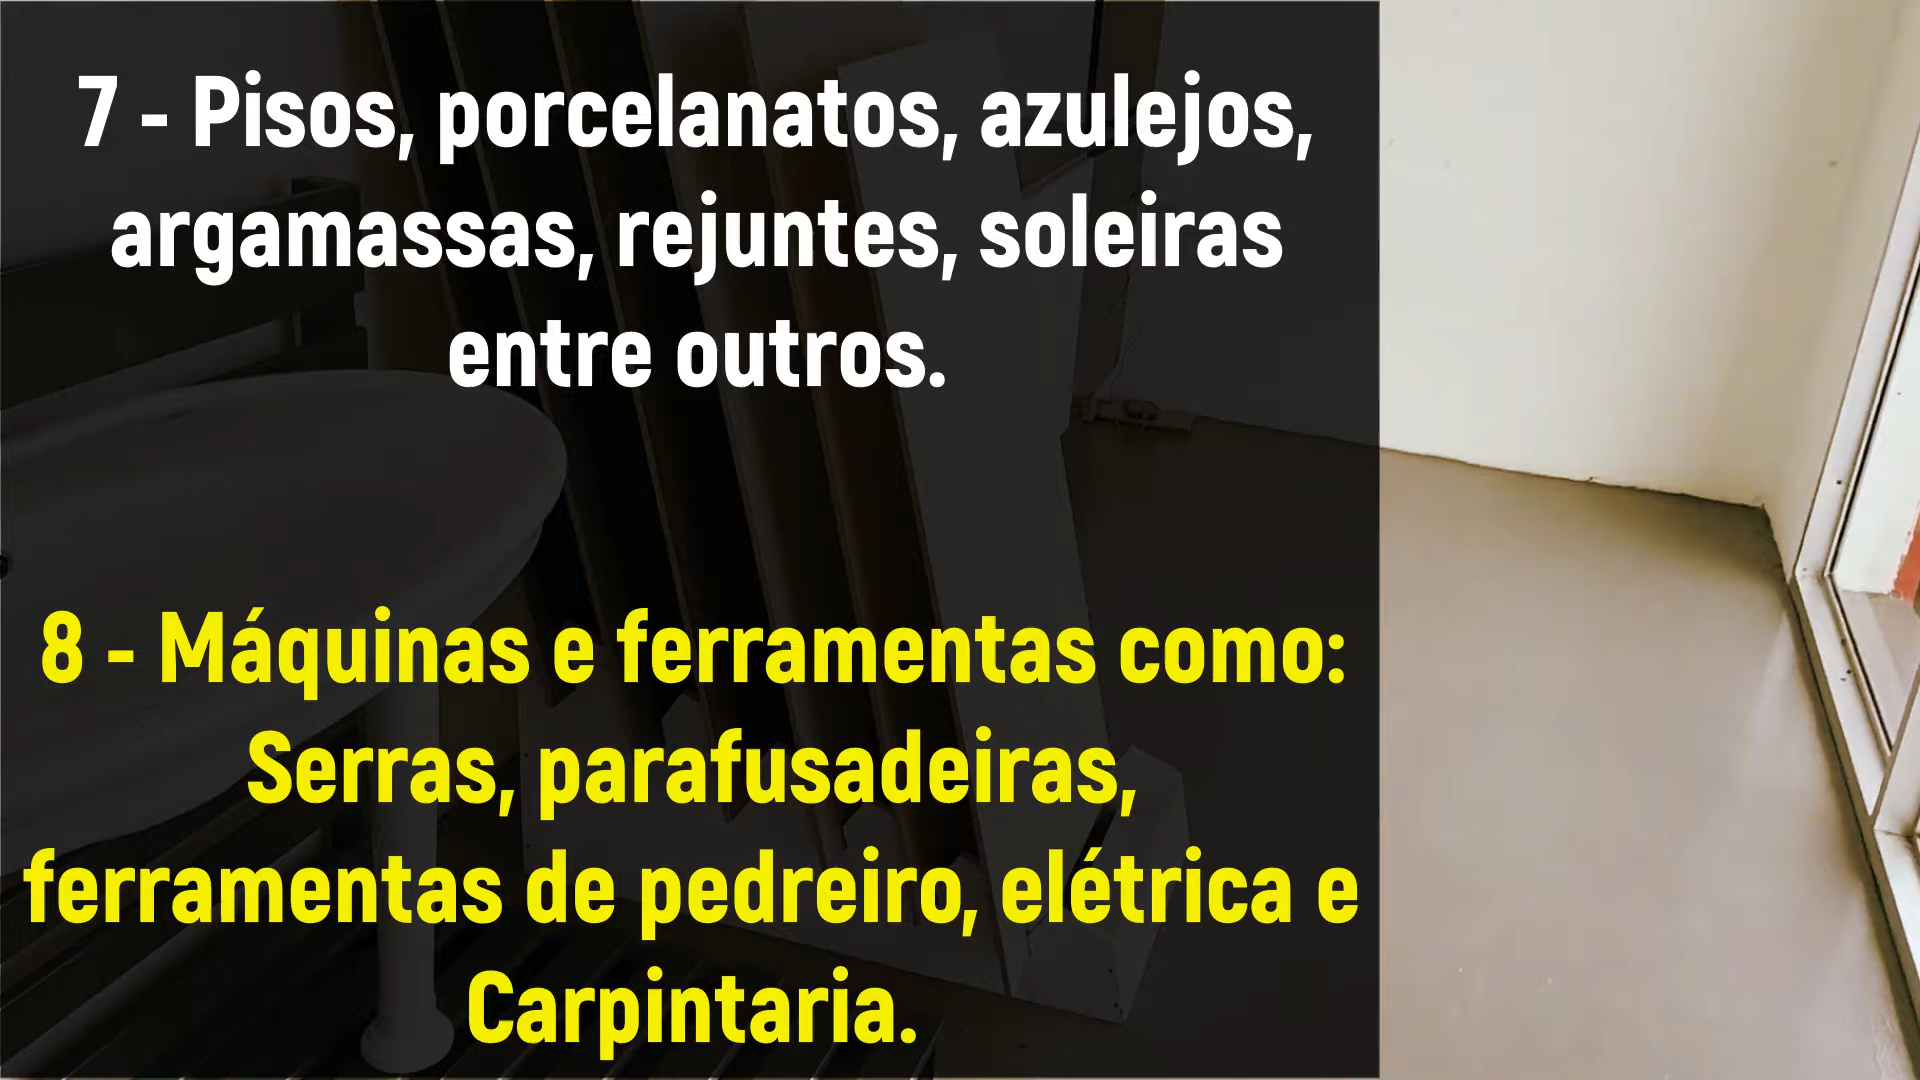 7 - Pisos, porcelanatos, azulejos,
argamassas, rejuntes, soleiras
entre outros.
8 - Máquinas e ferramentas como:
Serras, parafusadeiras,
ferramentas de pedreiro, elétrica e
Carpintaria.